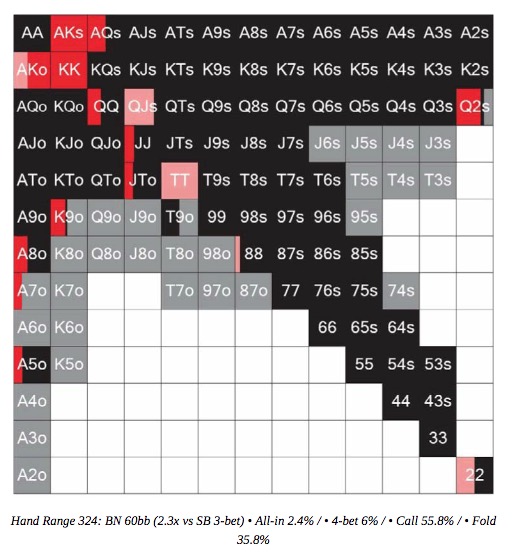 AA AKs AQs AJs ATs A9s A8s A7s A6s A5s A4s A3s A2s
AKo KK KQs KJs KTs K9s K8s K7s K6s K5s K4s K3s K2s
AQo KQo QQ QJs QTs Q9s Q8s Q7s Q6s Q5s Q4s Q3s Q2s
AJo KJo QJo JJ JTs J9s J8s J7s J6s J5s J4s J3s
ATo KTo QTo JTo TT T9s T8s T7s T6s T5s T4s T3s
A9o K9o Q9o J9o T9o 99 98s 97s 96s 95s
A8o K8o Q8o J8o T8o 98o 88 87s 86s 85s
A7o K7o T7o 97o 87o 77 76s 75s 74s
A6o K6o 66 65s 64s
A5o K5o 55 54s 53s
A4o 44 43s
A3o 33
A2o 22
Hand Range 324: BN 60bb (2.3x vs SB 3-bet) • All-in 2.4% / • 4-bet 6% / • Call 55.8% / • Fold
35.8%